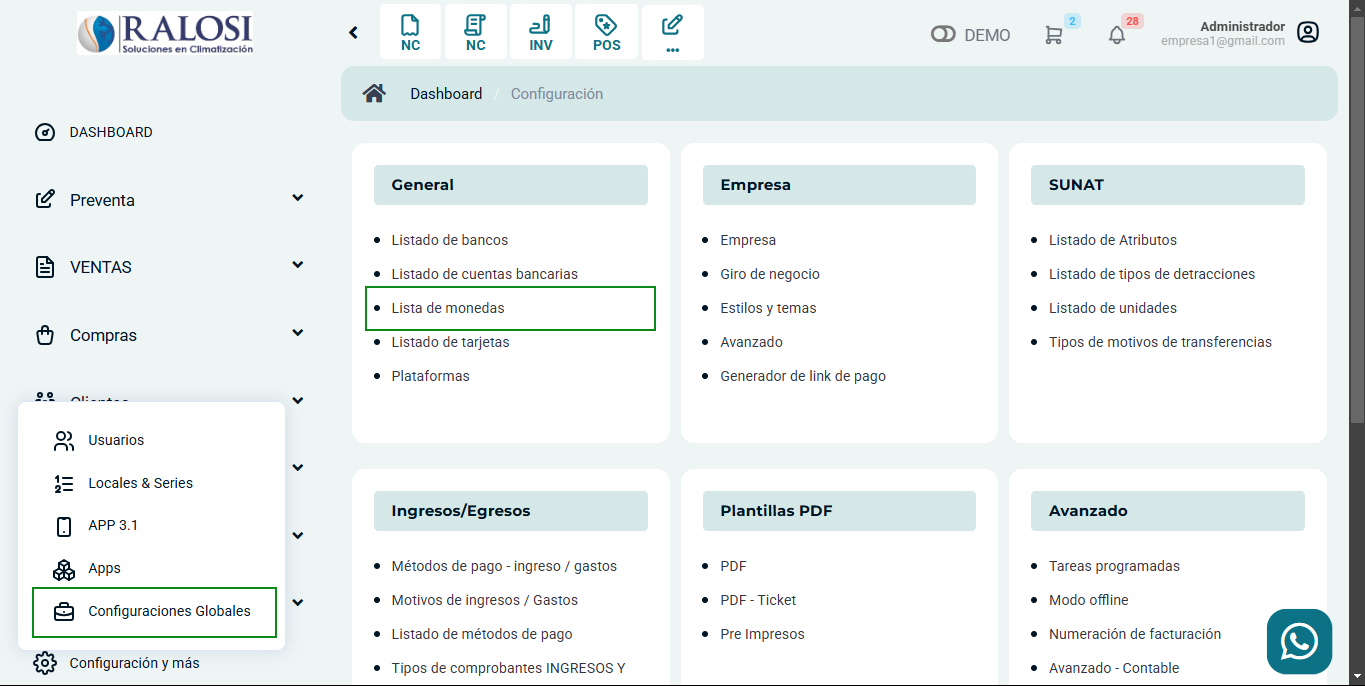 RALOSI
Soluciones en Climatización
NC
NC
INV
POS
...
DEMO
2
28
Administrador
empresa1@gmail.com
Dashboard / Configuración
DASHBOARD
Preventa
VENTAS
Compras
Clientes
Usuarios
Locales & Series
APP 3.1
Apps
Configuraciones Globales
Configuración y más
General
Listado de bancos
Listado de cuentas bancarias
Lista de monedas
Listado de tarjetas
Plataformas
Empresa
Empresa
Giro de negocio
Estilos y temas
Avanzado
Generador de link de pago
SUNAT
Listado de Atributos
Listado de tipos de detracciones
Listado de unidades
Tipos de motivos de transferencias
Ingresos/Egresos
Métodos de pago - ingreso / gastos
Motivos de ingresos / Gastos
Listado de métodos de pago
Tipos de comprobantes INGRESOS Y
Plantillas PDF
PDF
PDF - Ticket
Pre Impresos
Avanzado
Tareas programadas
Modo offline
Numeración de facturación
Avanzado - Contable